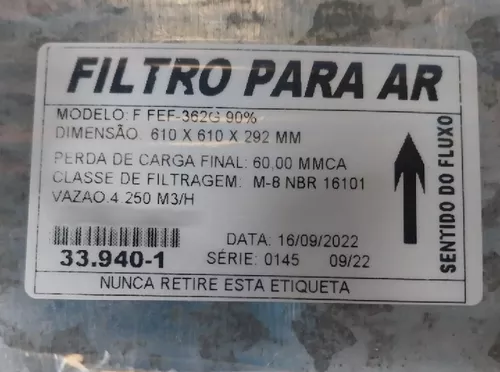 FILTRO PARA AR
MODELO: F FEF-362G 90%
DIMENSÃO: 610 X 610 X 292 MM
PERDA DE CARGA FINAL: 60,00 MMCA
CLASSE DE FILTRAGEM: M-8 NBR 16101
VAZAO.4.250 M3/H
33.940-1
DATA: 16/09/2022
SÉRIE: 0145 09/22
NUNCA RETIRE ESTA ETIQUETA
SENTIDO DO FLUXO